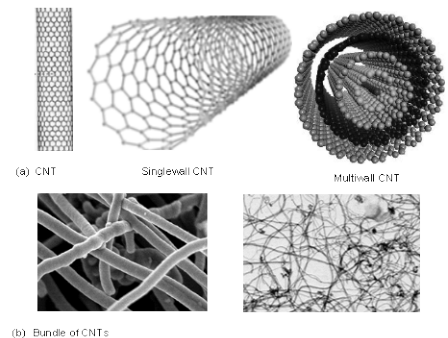 (a) CNT
Singlewall CNT
Multiwall CNT
(b) Bundle of CNTs